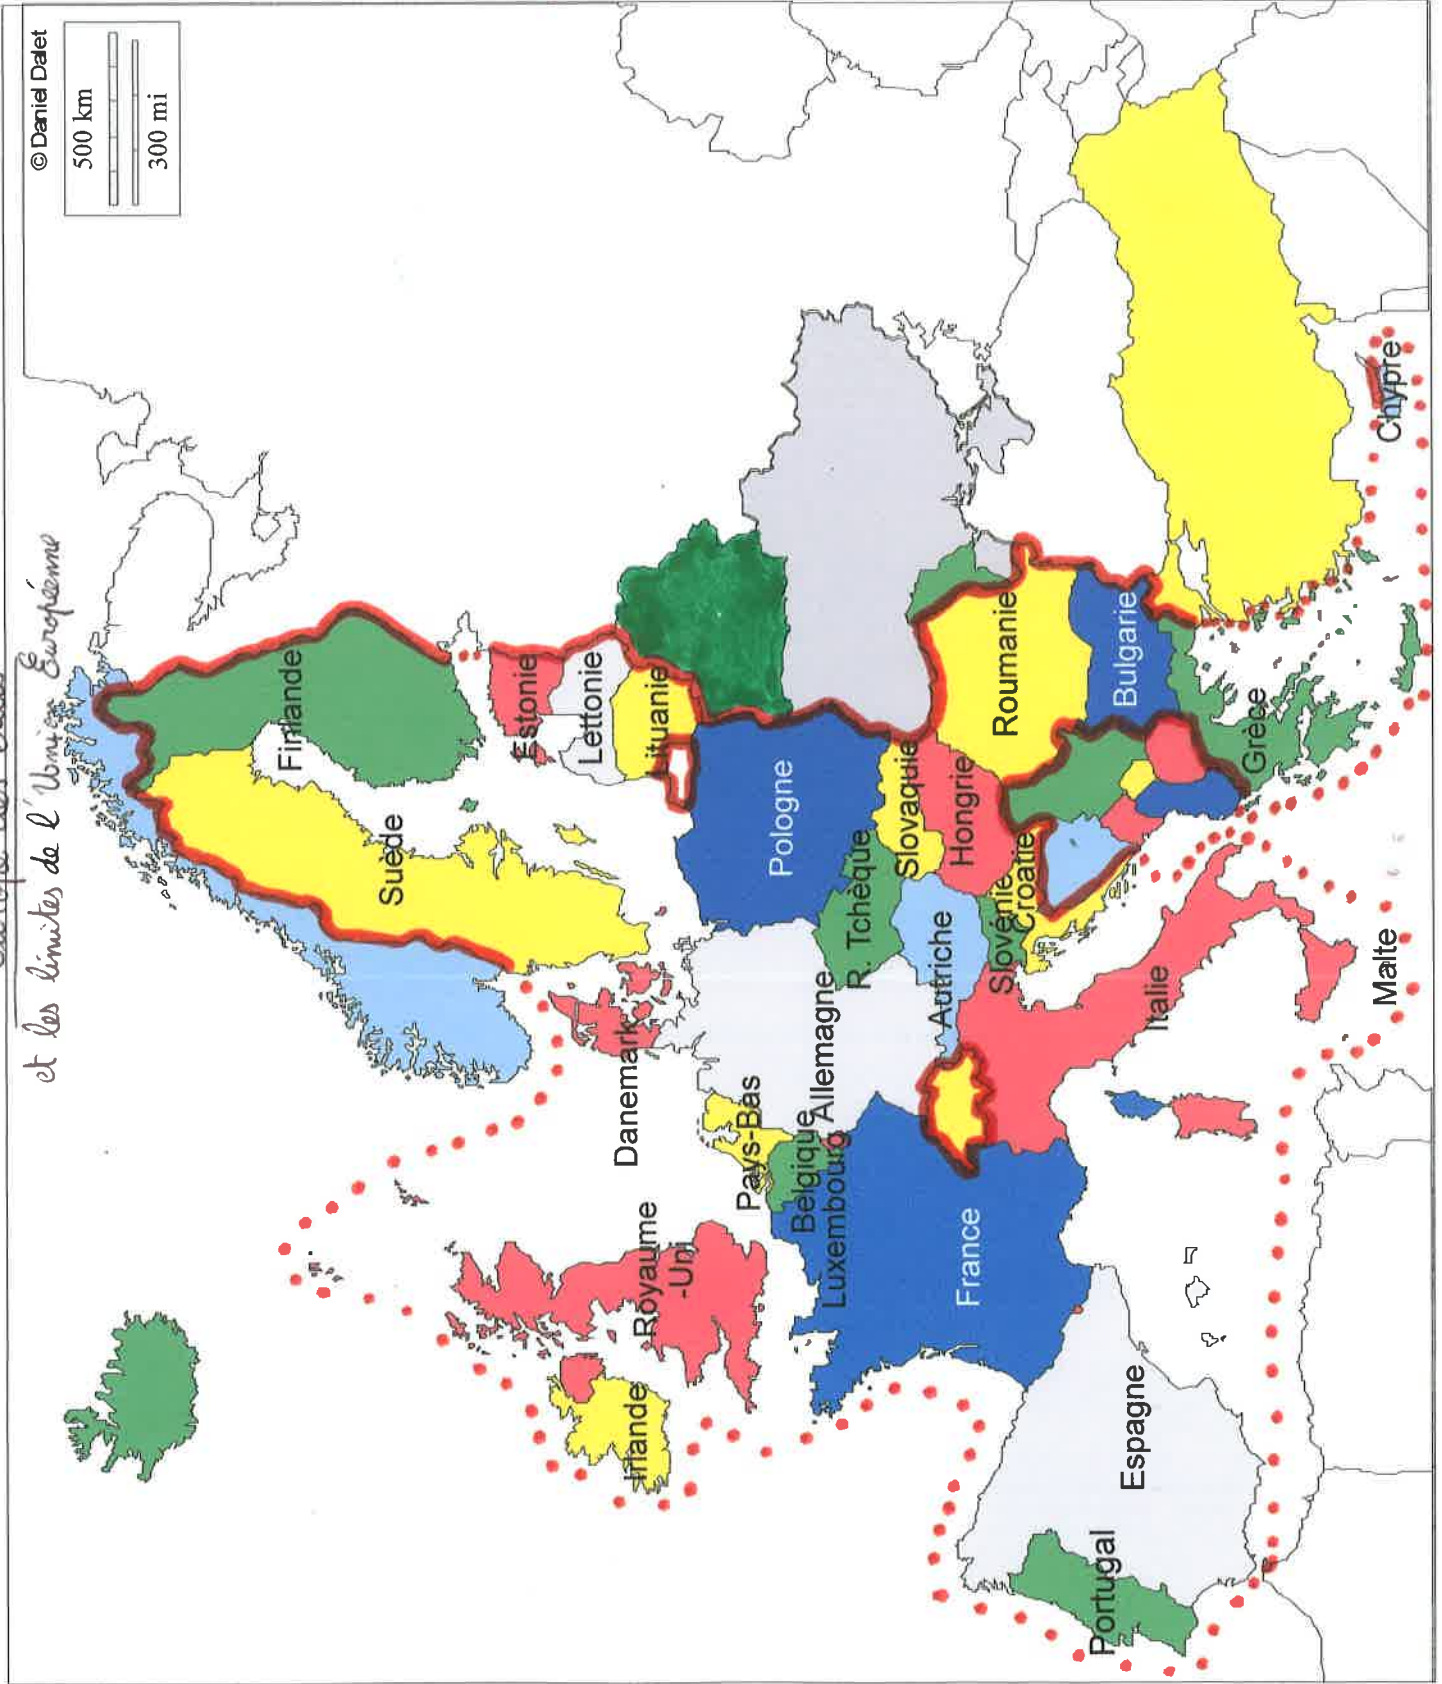 et les limites de l'Union Européenne
© Daniel Dalet
500 km
300 mi
Finlande
Suède
Estonie
Lettonie
Lituanie
Danemark
Royaume
-Uni
Irlande
Pays-Bas
Belgique
Luxembourg
Allemagne
Pologne
R. Tchèque
Slovaquie
Autriche
Hongrie
Slovénie
Croatie
Roumanie
Bulgarie
France
Italie
Espagne
Portugal
Grèce
Malte
Chypre